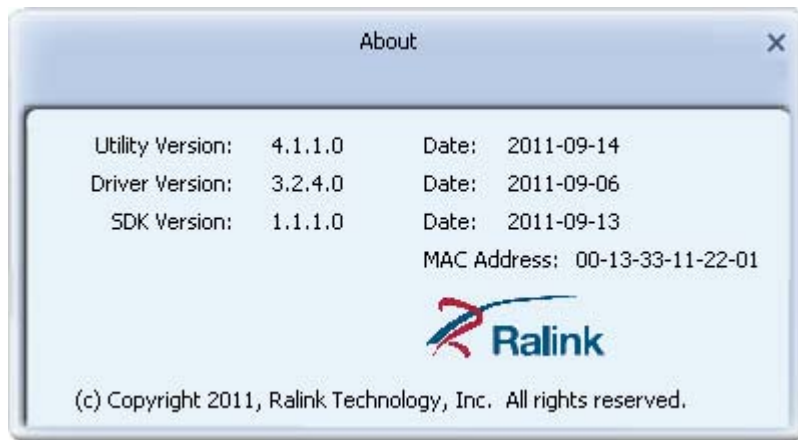 About
Utility Version: 4.1.1.0 Date: 2011-09-14
Driver Version: 3.2.4.0 Date: 2011-09-06
SDK Version: 1.1.1.0 Date: 2011-09-13
MAC Address: 00-13-33-11-22-01
Ralink
(c) Copyright 2011, Ralink Technology, Inc. All rights reserved.